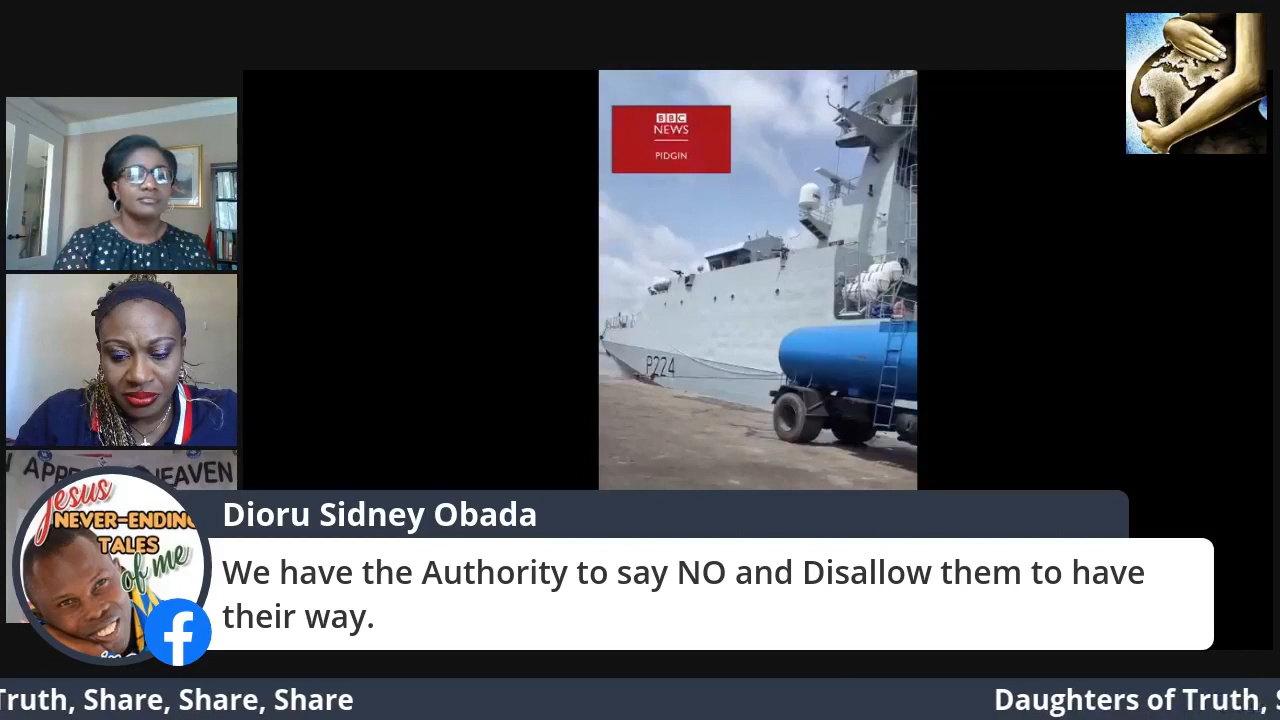 BBC
NEWS
PIDGIN
P224
HEAVEN
Jesus
NEVER-ENDING
TALES
of me
Dioru Sidney Obada
We have the Authority to say NO and Disallow them to have
their way.
Truth, Share, Share, Share
Daughters of Truth, S